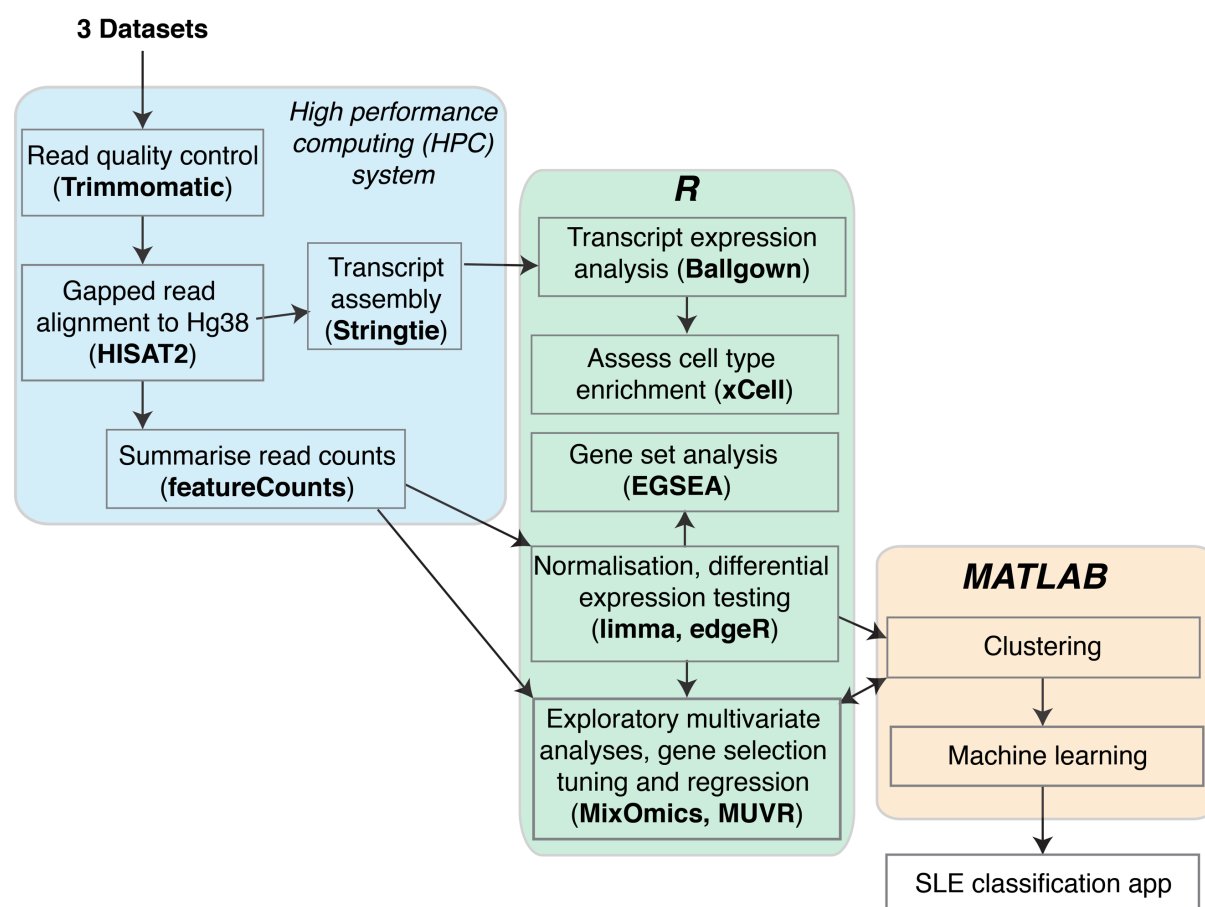 3 Datasets
High performance
computing (HPC)
system
Read quality control
(Trimmomatic)
Gapped read
alignment to Hg38
(HISAT2)
Transcript
assembly
(Stringtie)
Summarise read counts
(featureCounts)
R
Transcript expression
analysis (Ballgown)
Assess cell type
enrichment (xCell)
Gene set analysis
(EGSEA)
Normalisation, differential
expression testing
(limma, edgeR)
Exploratory multivariate
analyses, gene selection
tuning and regression
(MixOmics, MUVR)
MATLAB
Clustering
Machine learning
SLE classification app